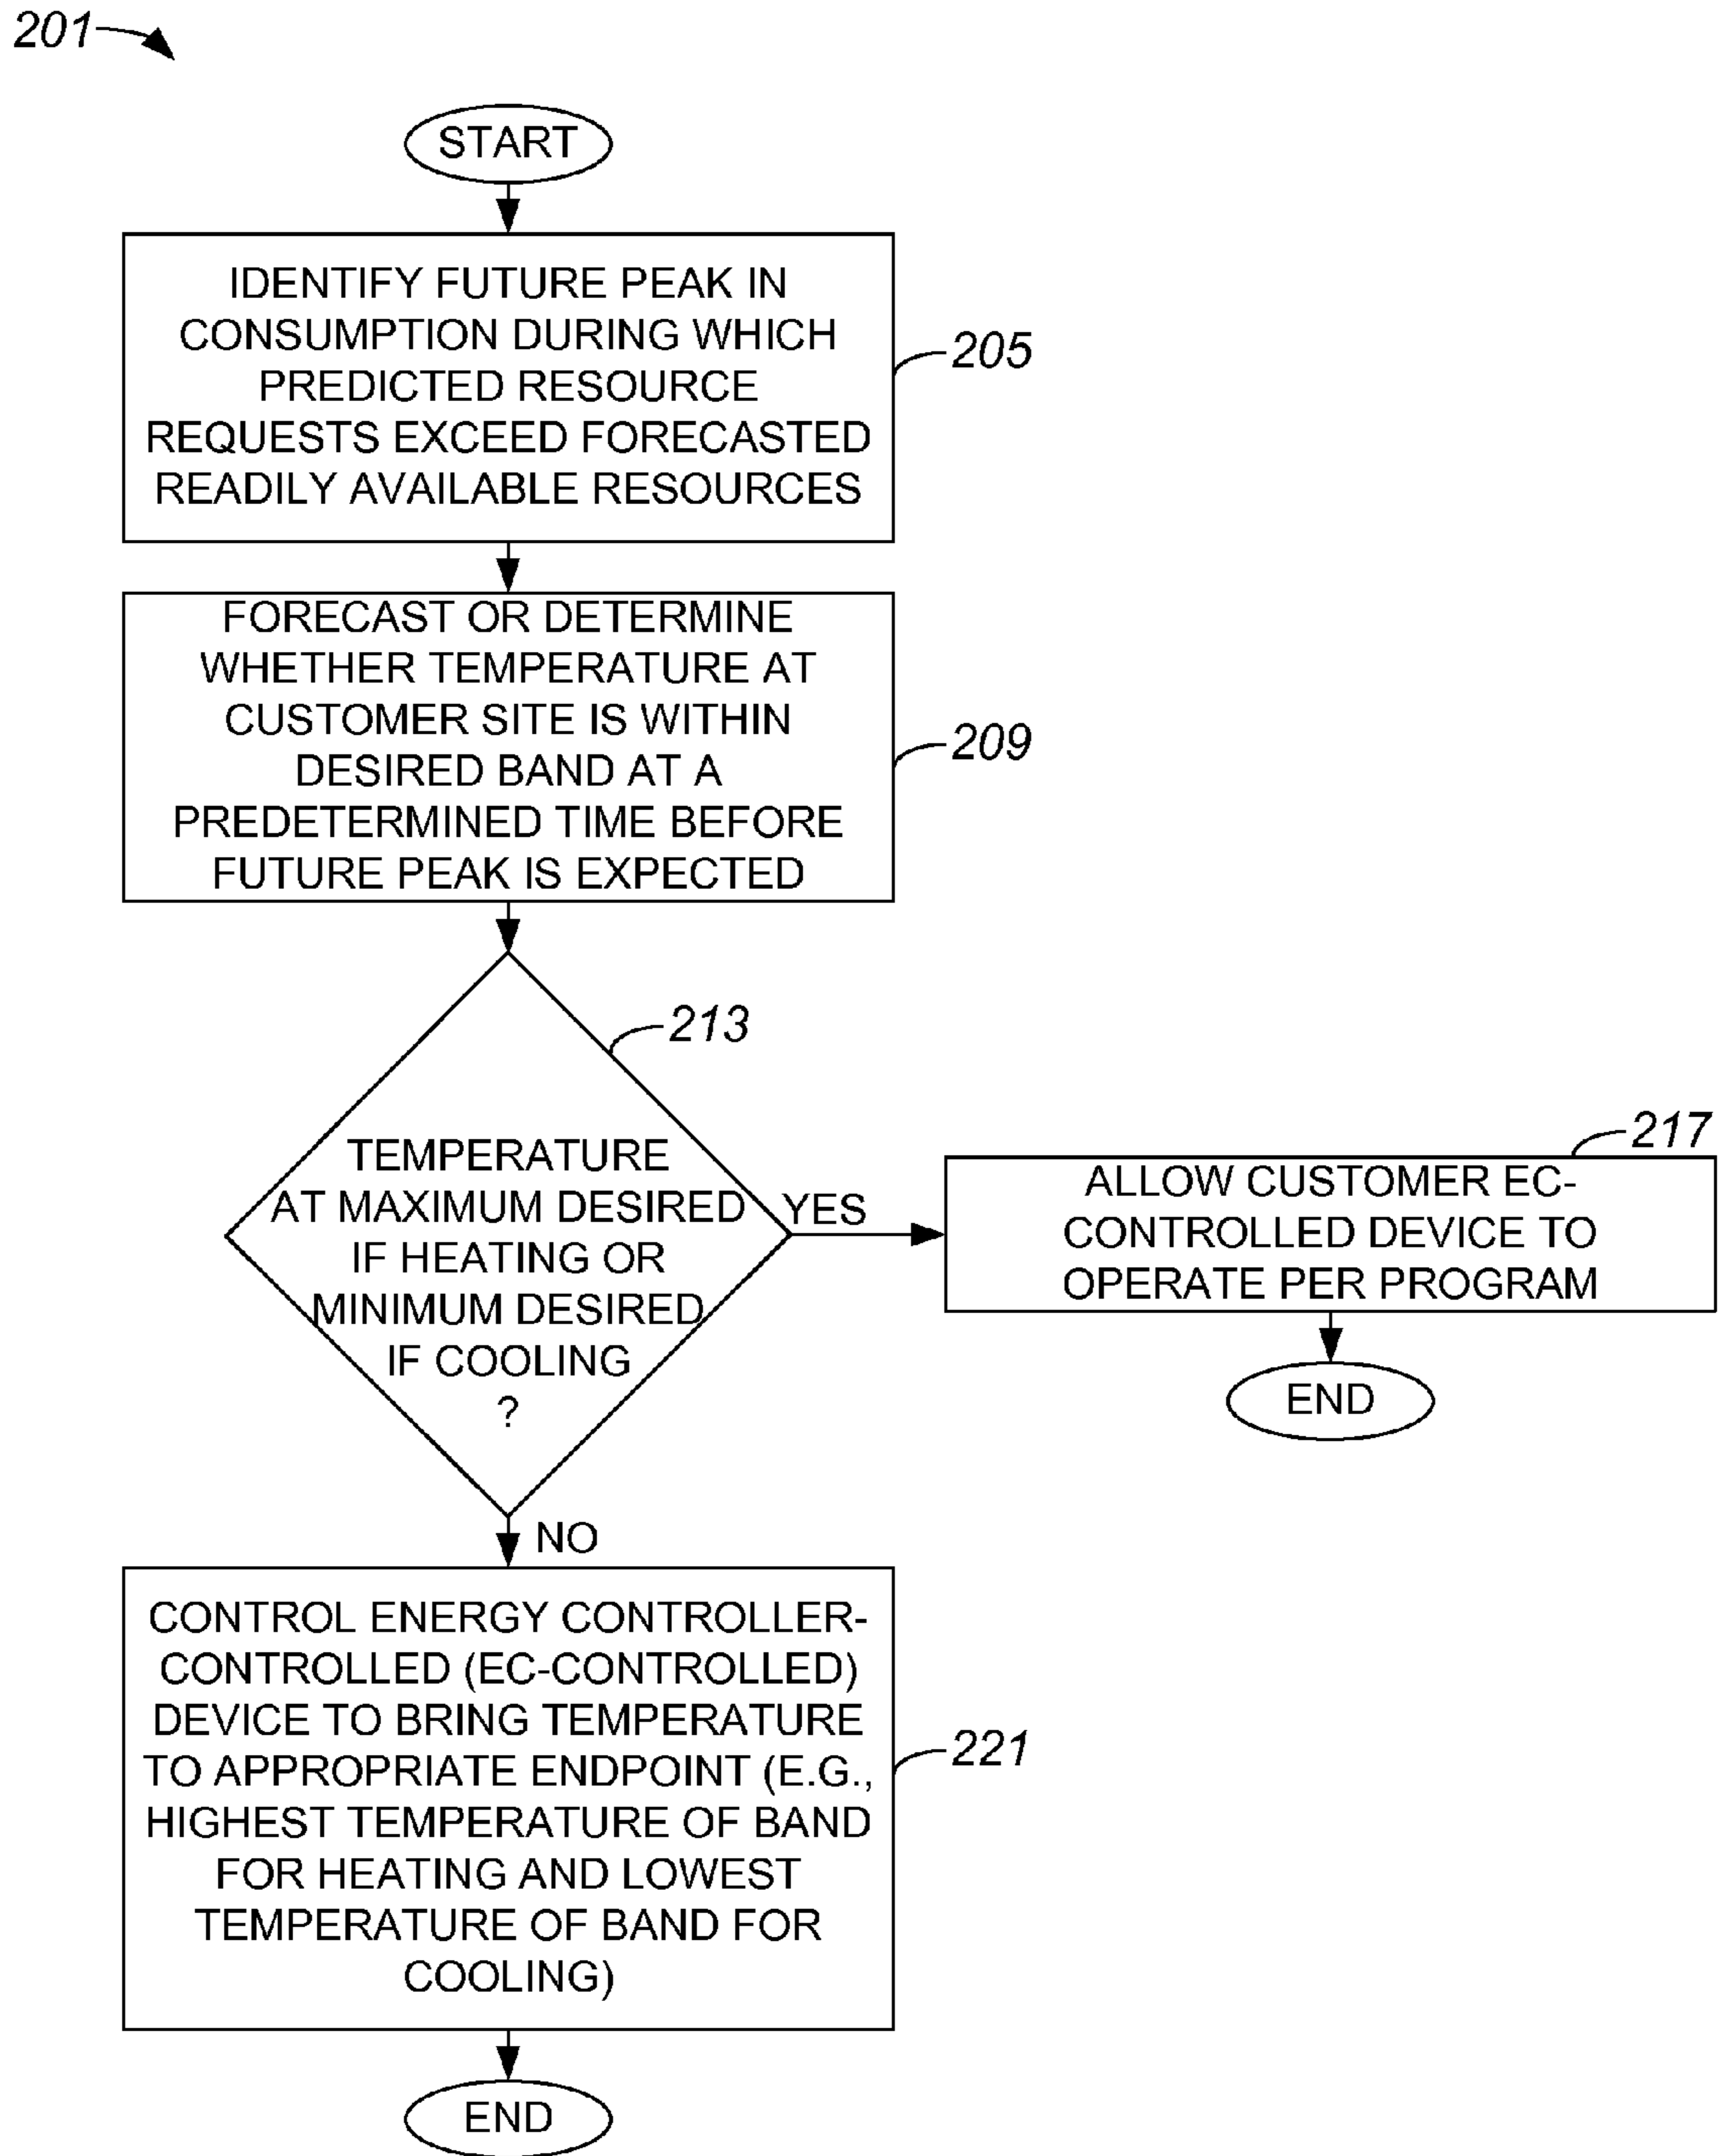 201
START
IDENTIFY FUTURE PEAK IN
CONSUMPTION DURING WHICH
PREDICTED RESOURCE
REQUESTS EXCEED FORECASTED
READILY AVAILABLE RESOURCES
205
FORECAST OR DETERMINE
WHETHER TEMPERATURE AT
CUSTOMER SITE IS WITHIN
DESIRED BAND AT A
PREDETERMINED TIME BEFORE
FUTURE PEAK IS EXPECTED
209
213
TEMPERATURE
AT MAXIMUM DESIRED
IF HEATING OR
MINIMUM DESIRED
IF COOLING
?
YES
217
ALLOW CUSTOMER EC-
CONTROLLED DEVICE TO
OPERATE PER PROGRAM
END
NO
CONTROL ENERGY CONTROLLER-
CONTROLLED (EC-CONTROLLED)
DEVICE TO BRING TEMPERATURE
TO APPROPRIATE ENDPOINT (E.G.,
HIGHEST TEMPERATURE OF BAND
FOR HEATING AND LOWEST
TEMPERATURE OF BAND FOR
COOLING)
221
END